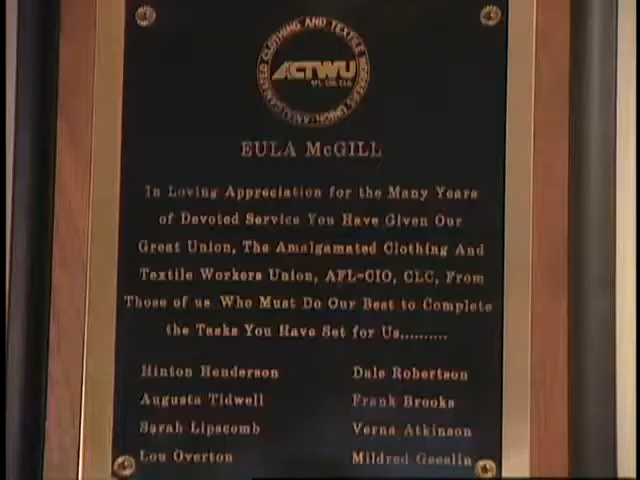 AMALGAMATED CLOTHING AND TEXTILE WORKERS UNION
ACTWU
AFL-CIO, CLC
EULA McGILL
In Loving Appreciation for the Many Years
of Devoted Service You Have Given Our
Great Union, The Amalgamated Clothing And
Textile Workers Union, AFL-CIO, CLC, From
Those of us Who Must Do Our Best to Complete
the Tasks You Have Set for Us..........
Hinton Henderson
Dale Robertson
Augusta Tidwell
Frank Brooks
Sarah Lipscomb
Verna Atkinson
Lou Overton
Mildred